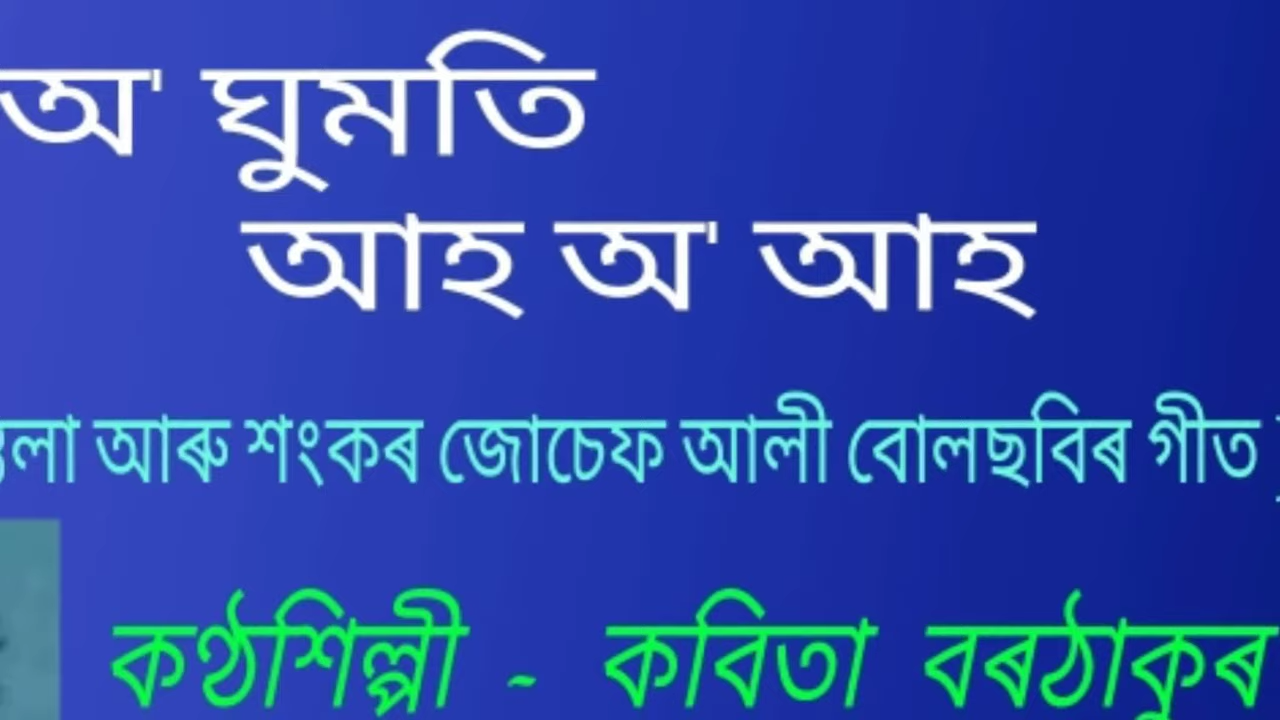 অ' ঘুমতি
আহ অ' আহ
আৰু শংকৰ জোচেফ আলী বোলছবিৰ গীত
কণ্ঠশিল্পী - কবিতা বৰঠাকুৰ